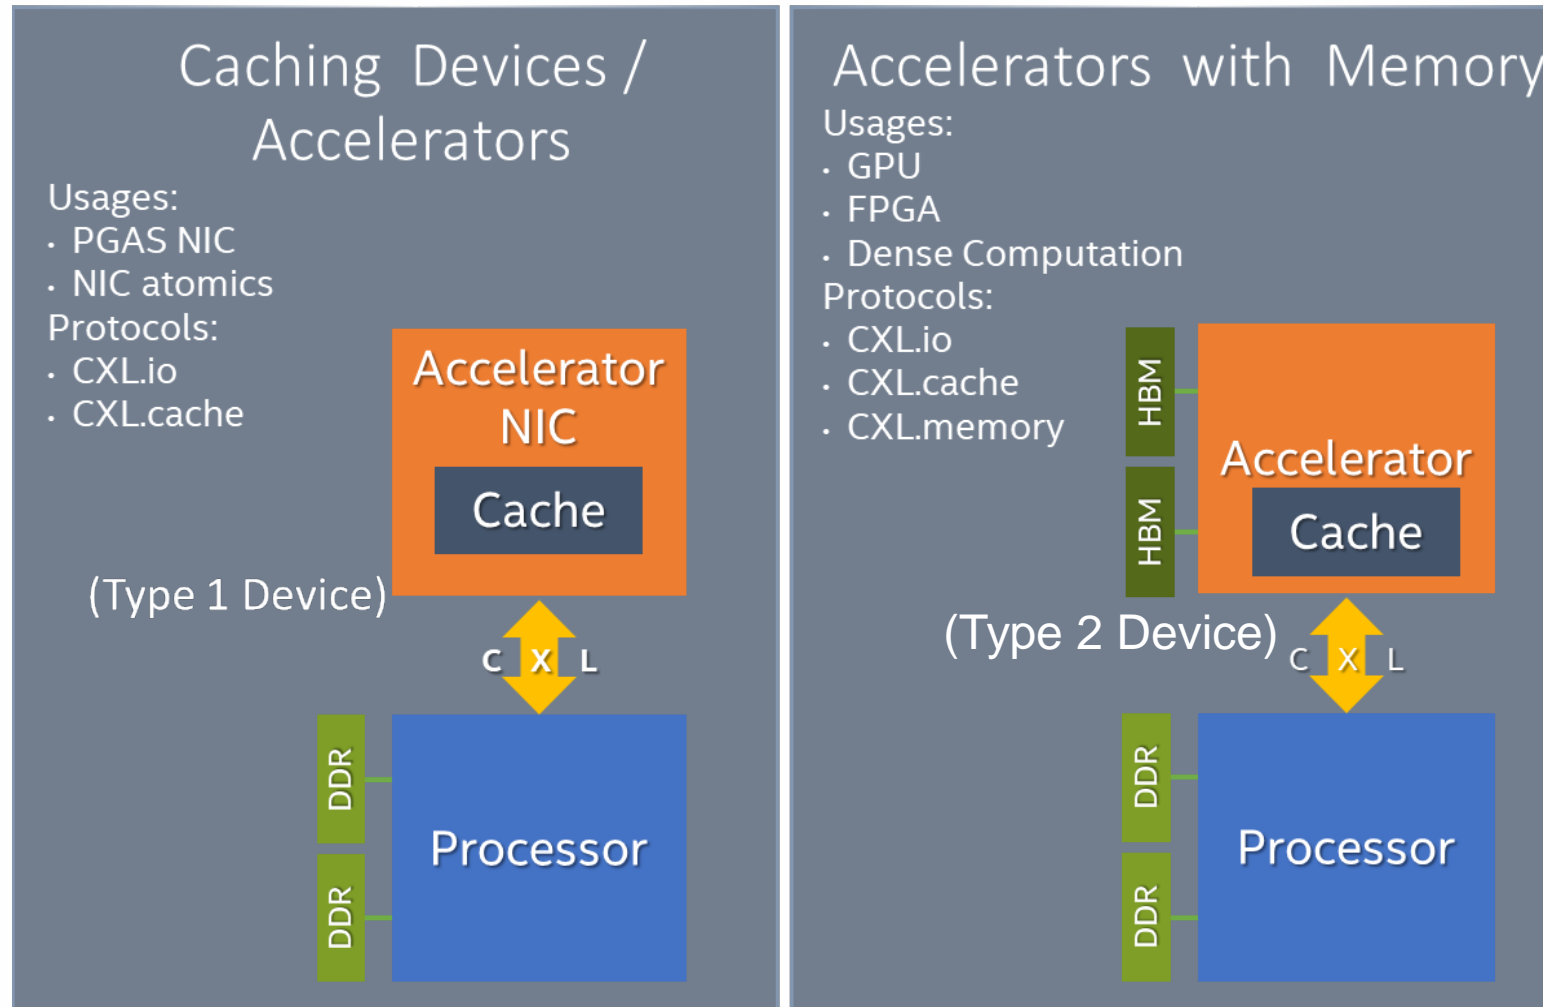 Caching Devices /
Accelerators
Usages:
· PGAS NIC
· NIC atomics
Protocols:
· CXL.io
· CXL.cache
Accelerator
NIC
Cache
(Type 1 Device)
C X L
DDR
DDR
Processor
Accelerators with Memory
Usages:
· GPU
· FPGA
· Dense Computation
Protocols:
· CXL.io
· CXL.cache
· CXL.memory
HBM
HBM
Accelerator
Cache
(Type 2 Device)
C X L
DDR
DDR
Processor